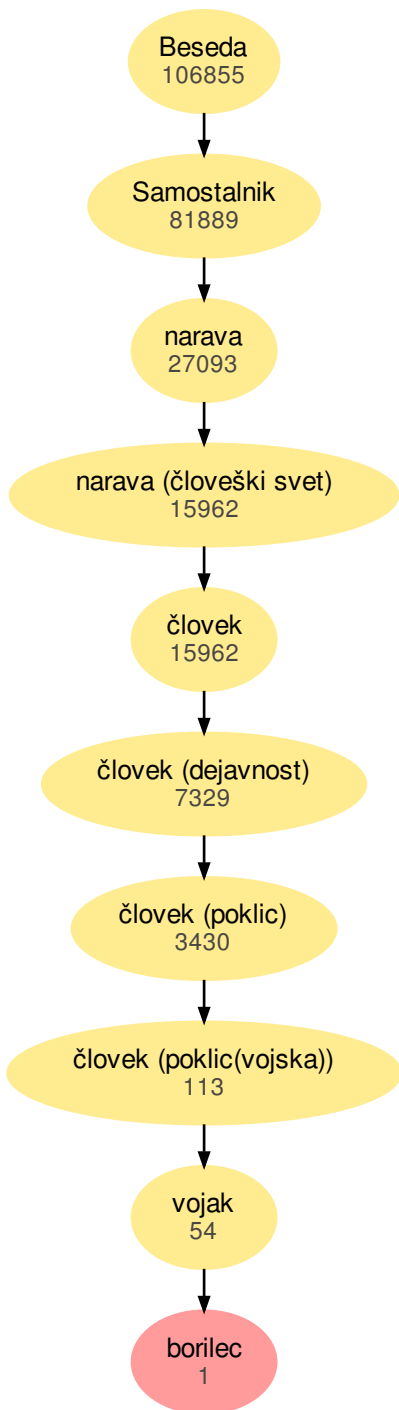 Beseda
106855
Samostalnik
81889
narava
27093
narava (človeški svet)
15962
človek
15962
človek (dejavnost)
7329
človek (poklic)
3430
človek (poklic(vojska))
113
vojak
54
borilec
1